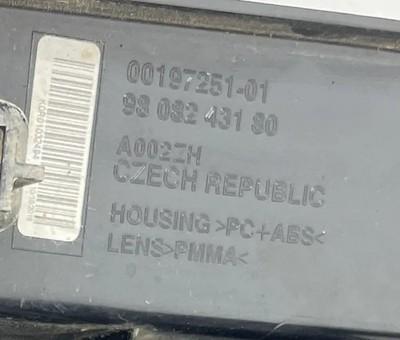 00197251-01
98 082 431 80
A002ZH
CZECH REPUBLIC
HOUSING >PC+ABS<
LENS>PMMA<